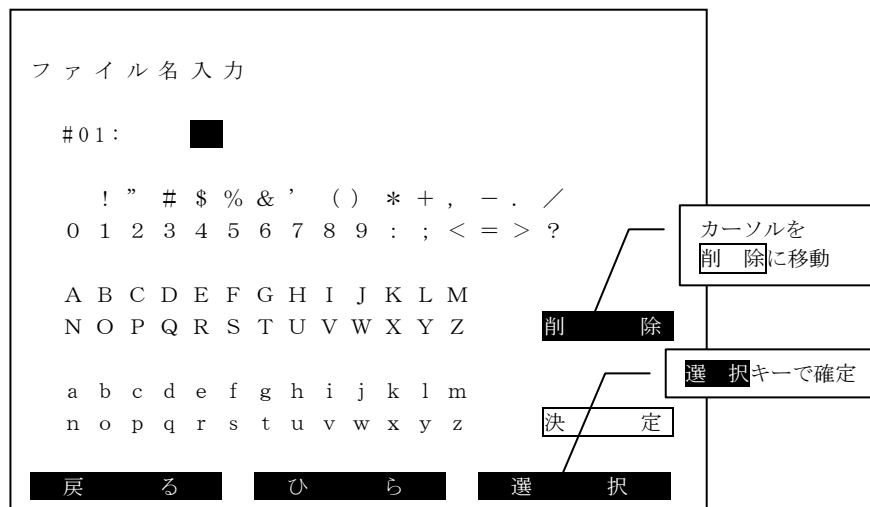 ファイル名入力
#01:
! ” # $ % & ’ ( ) * + , － . ／
0 1 2 3 4 5 6 7 8 9 : ; < = > ?
カーソルを
削　除に移動
A B C D E F G H I J K L M
N O P Q R S T U V W X Y Z
削　除
選　択キーで確定
a b c d e f g h i j k l m
n o p q r s t u v w x y z
決　定
戻　る　ひ　ら　選　択